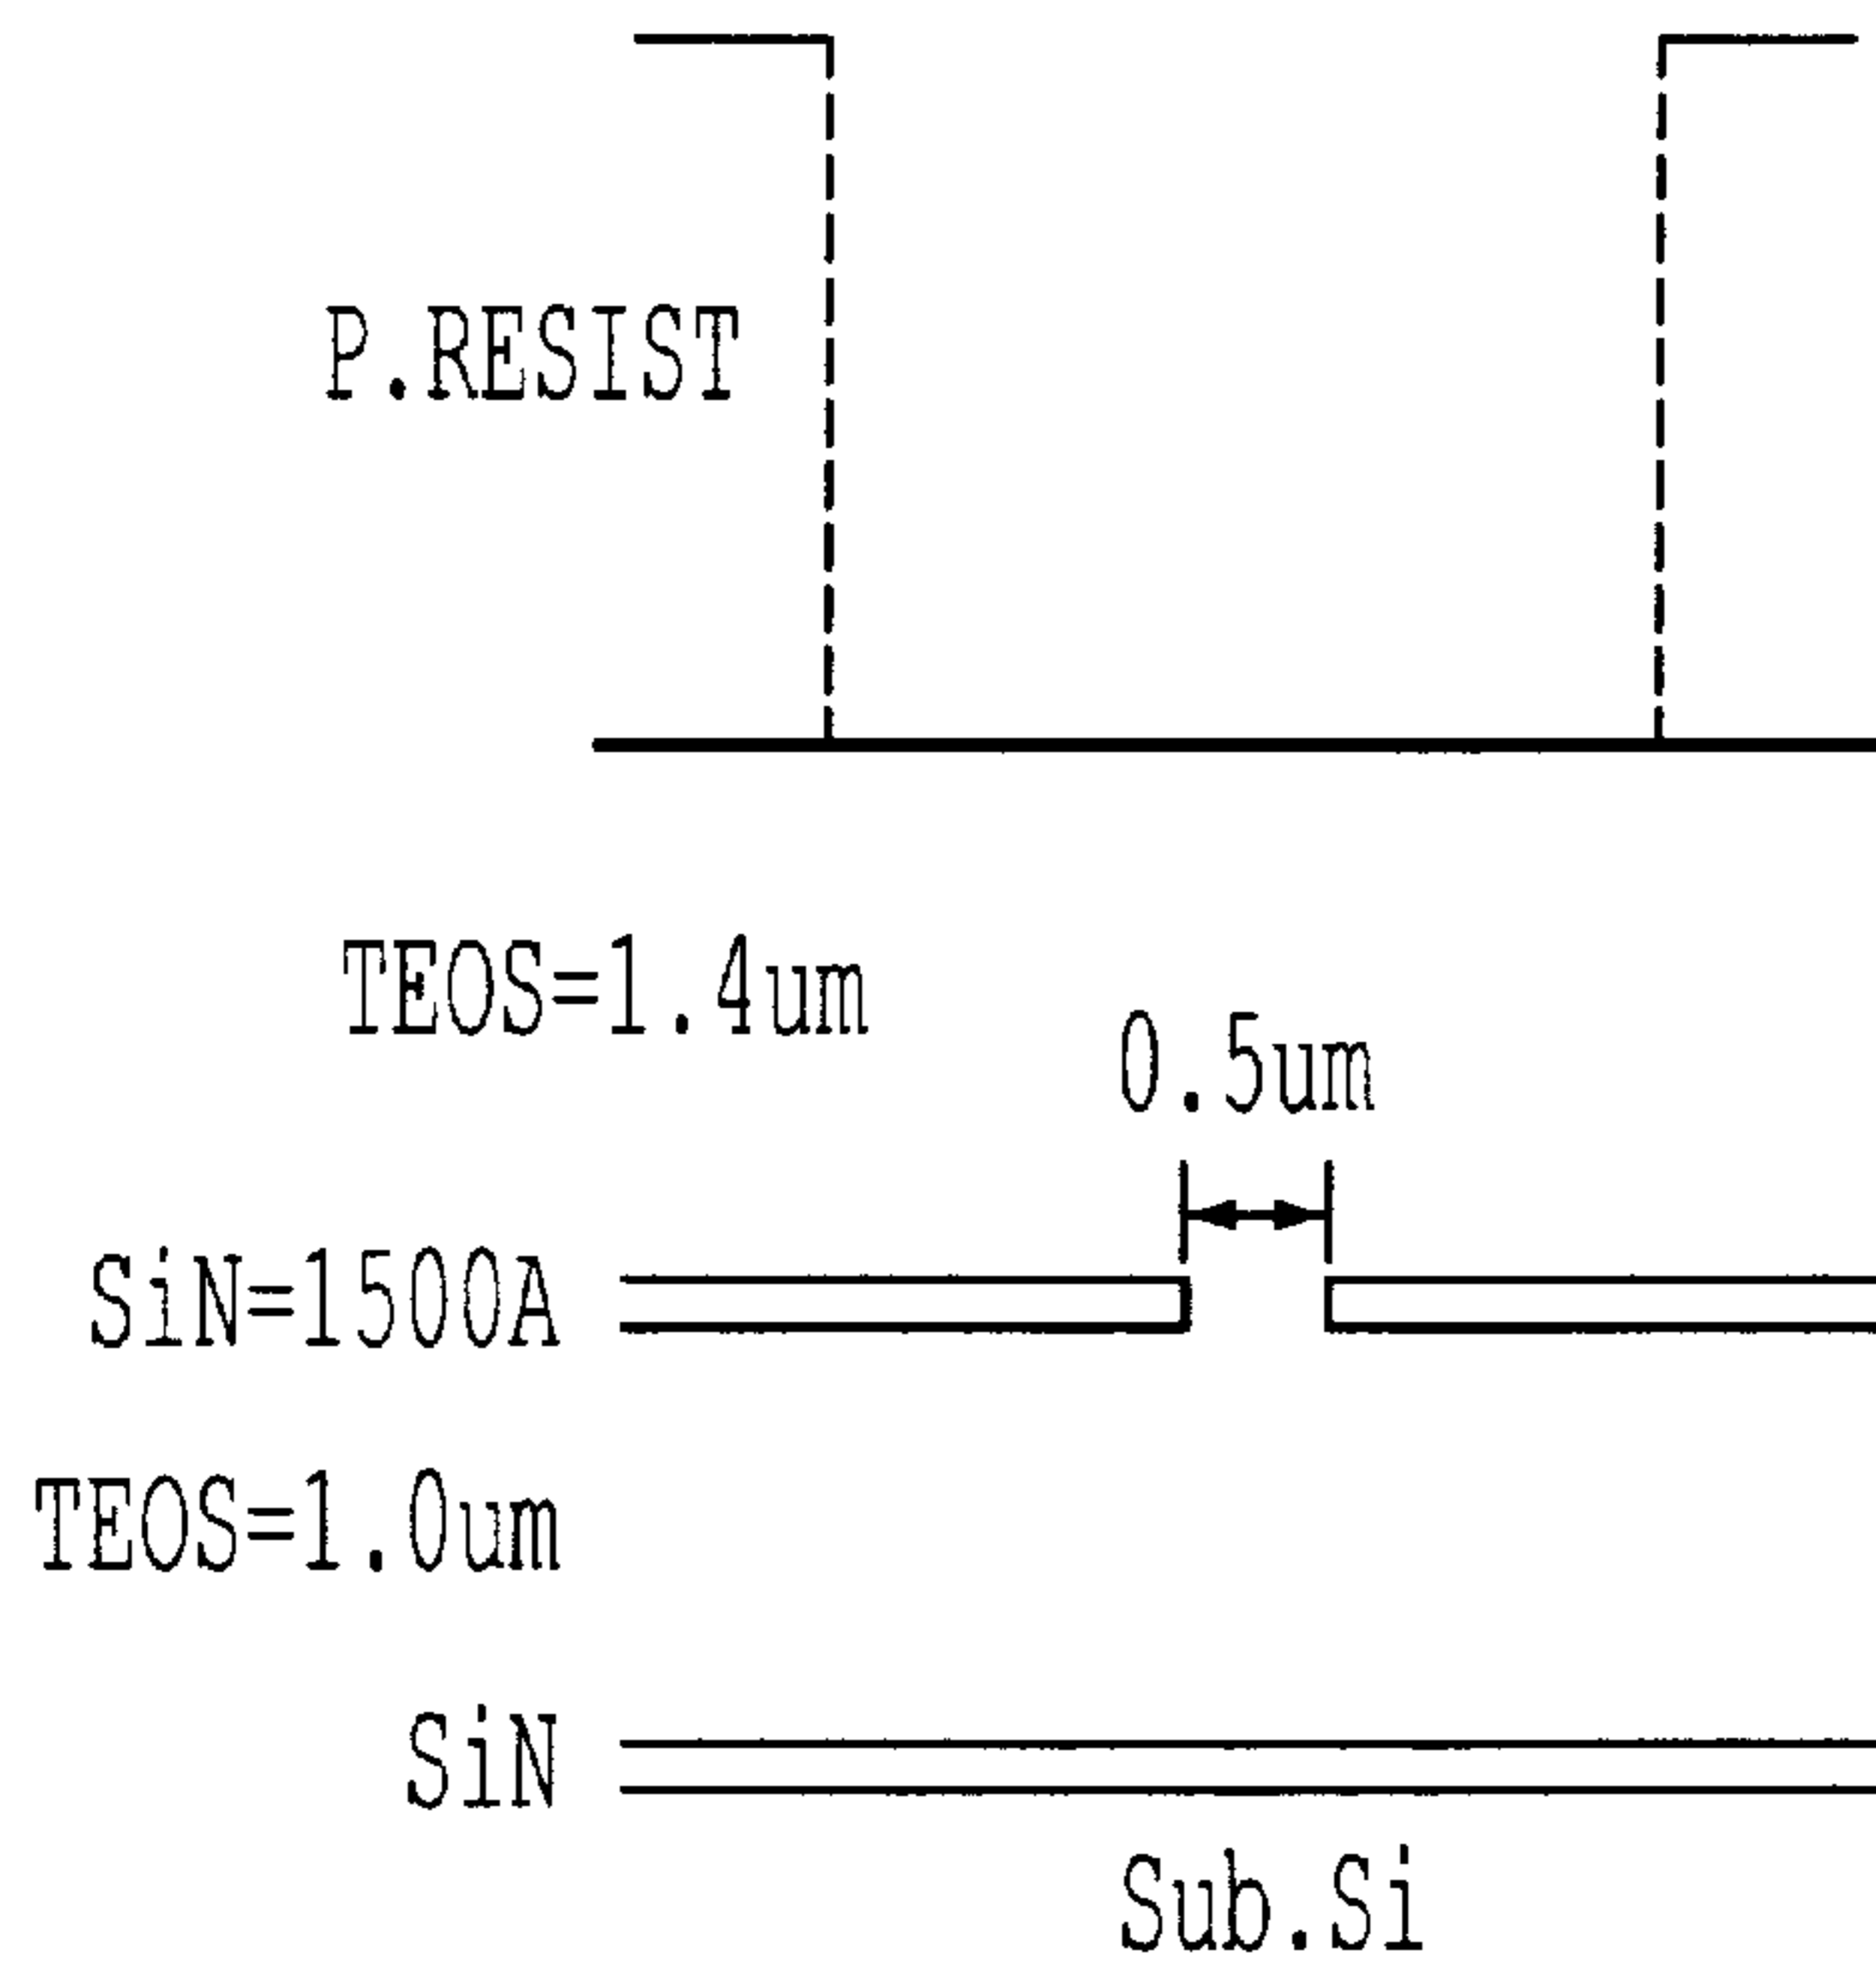 P.RESIST
TEOS=1.4um
0.5um
SiN=1500A
TEOS=1.0um
SiN
Sub.Si